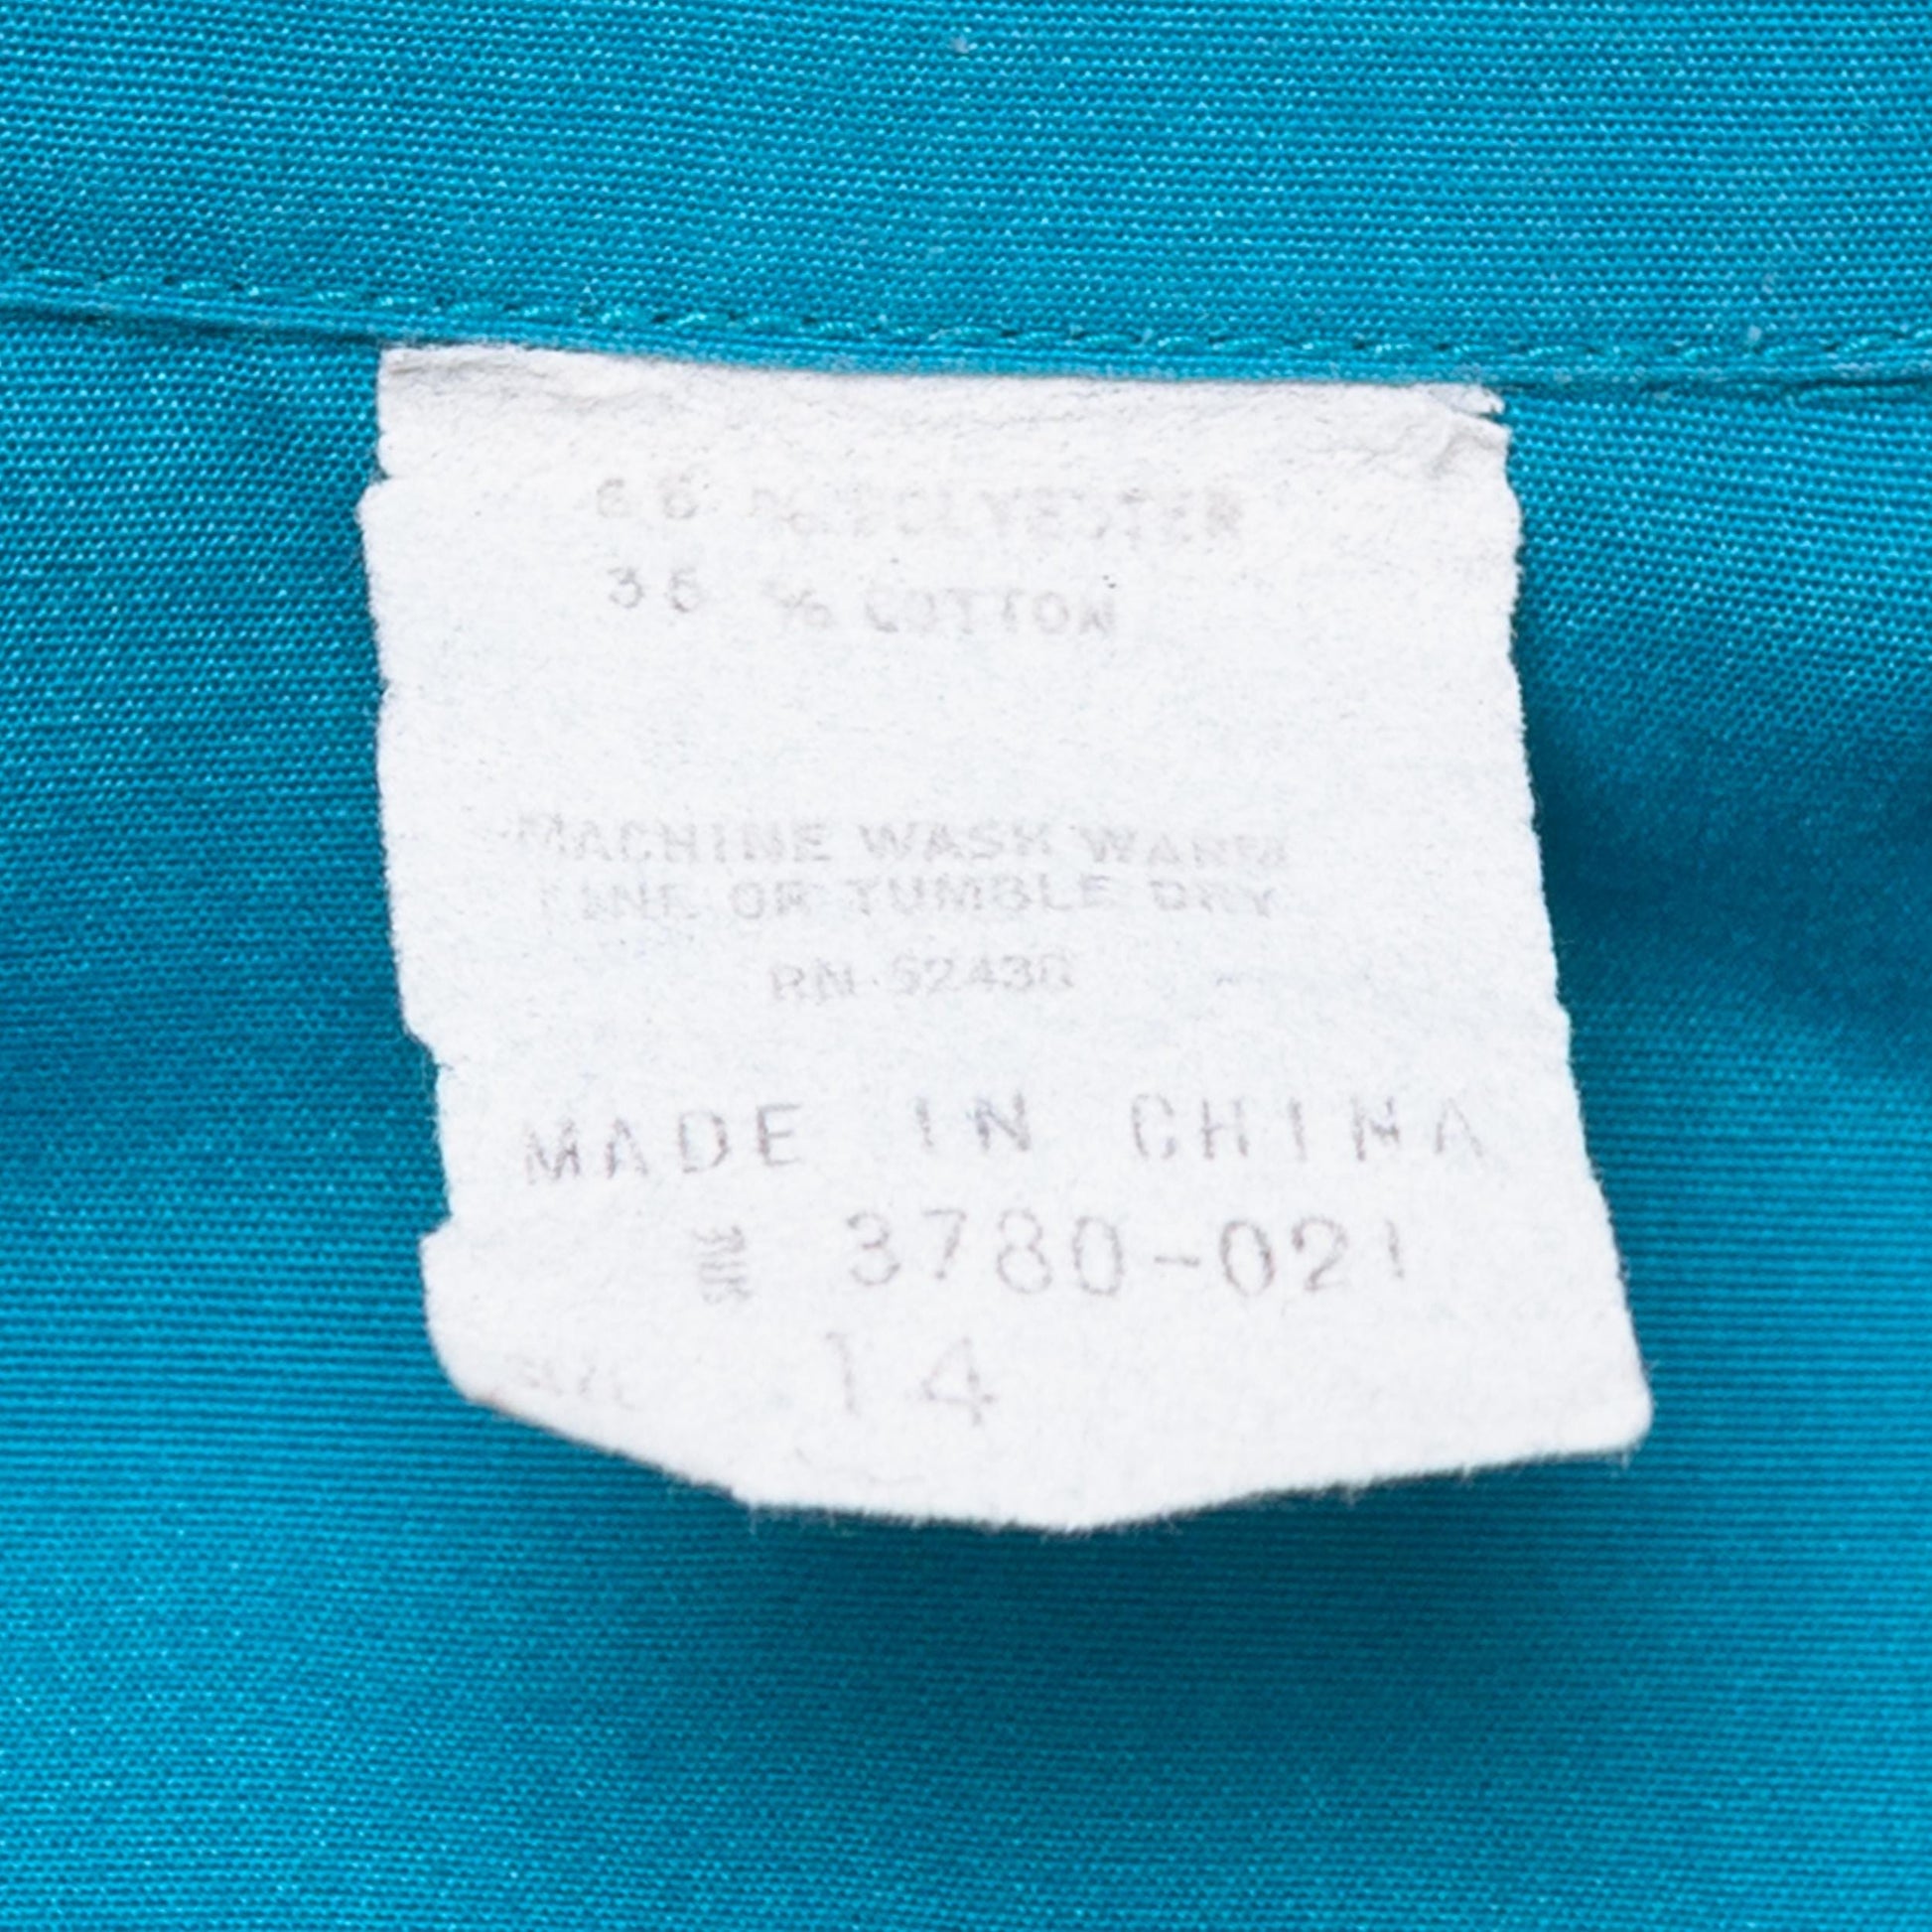 65 % POLYESTER
35 % COTTON
MACHINE WASH WARM
LINE OR TUMBLE DRY
RN 52430
MADE IN CHINA
3780-021
SIZE 14